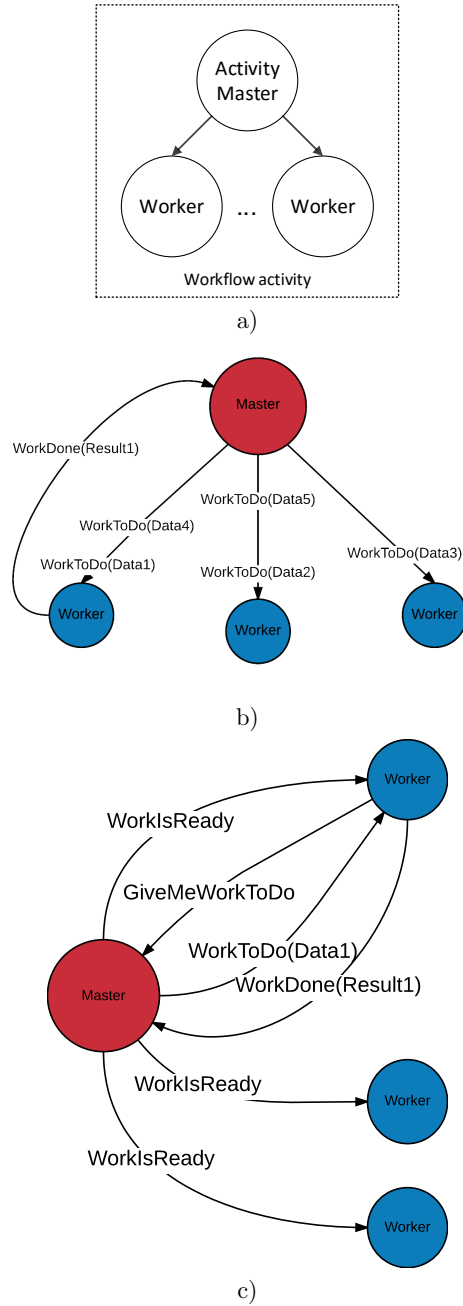 Activity
Master
Worker
...
Worker
Workflow activity
a)
Master
WorkDone(Result1)
WorkToDo(Data5)
WorkToDo(Data4)
WorkToDo(Data3)
WorkToDo(Data1)
WorkToDo(Data2)
Worker
Worker
Worker
b)
Worker
WorkIsReady
GiveMeWorkToDo
WorkToDo(Data1)
WorkDone(Result1)
Master
WorkIsReady
Worker
WorkIsReady
Worker
c)